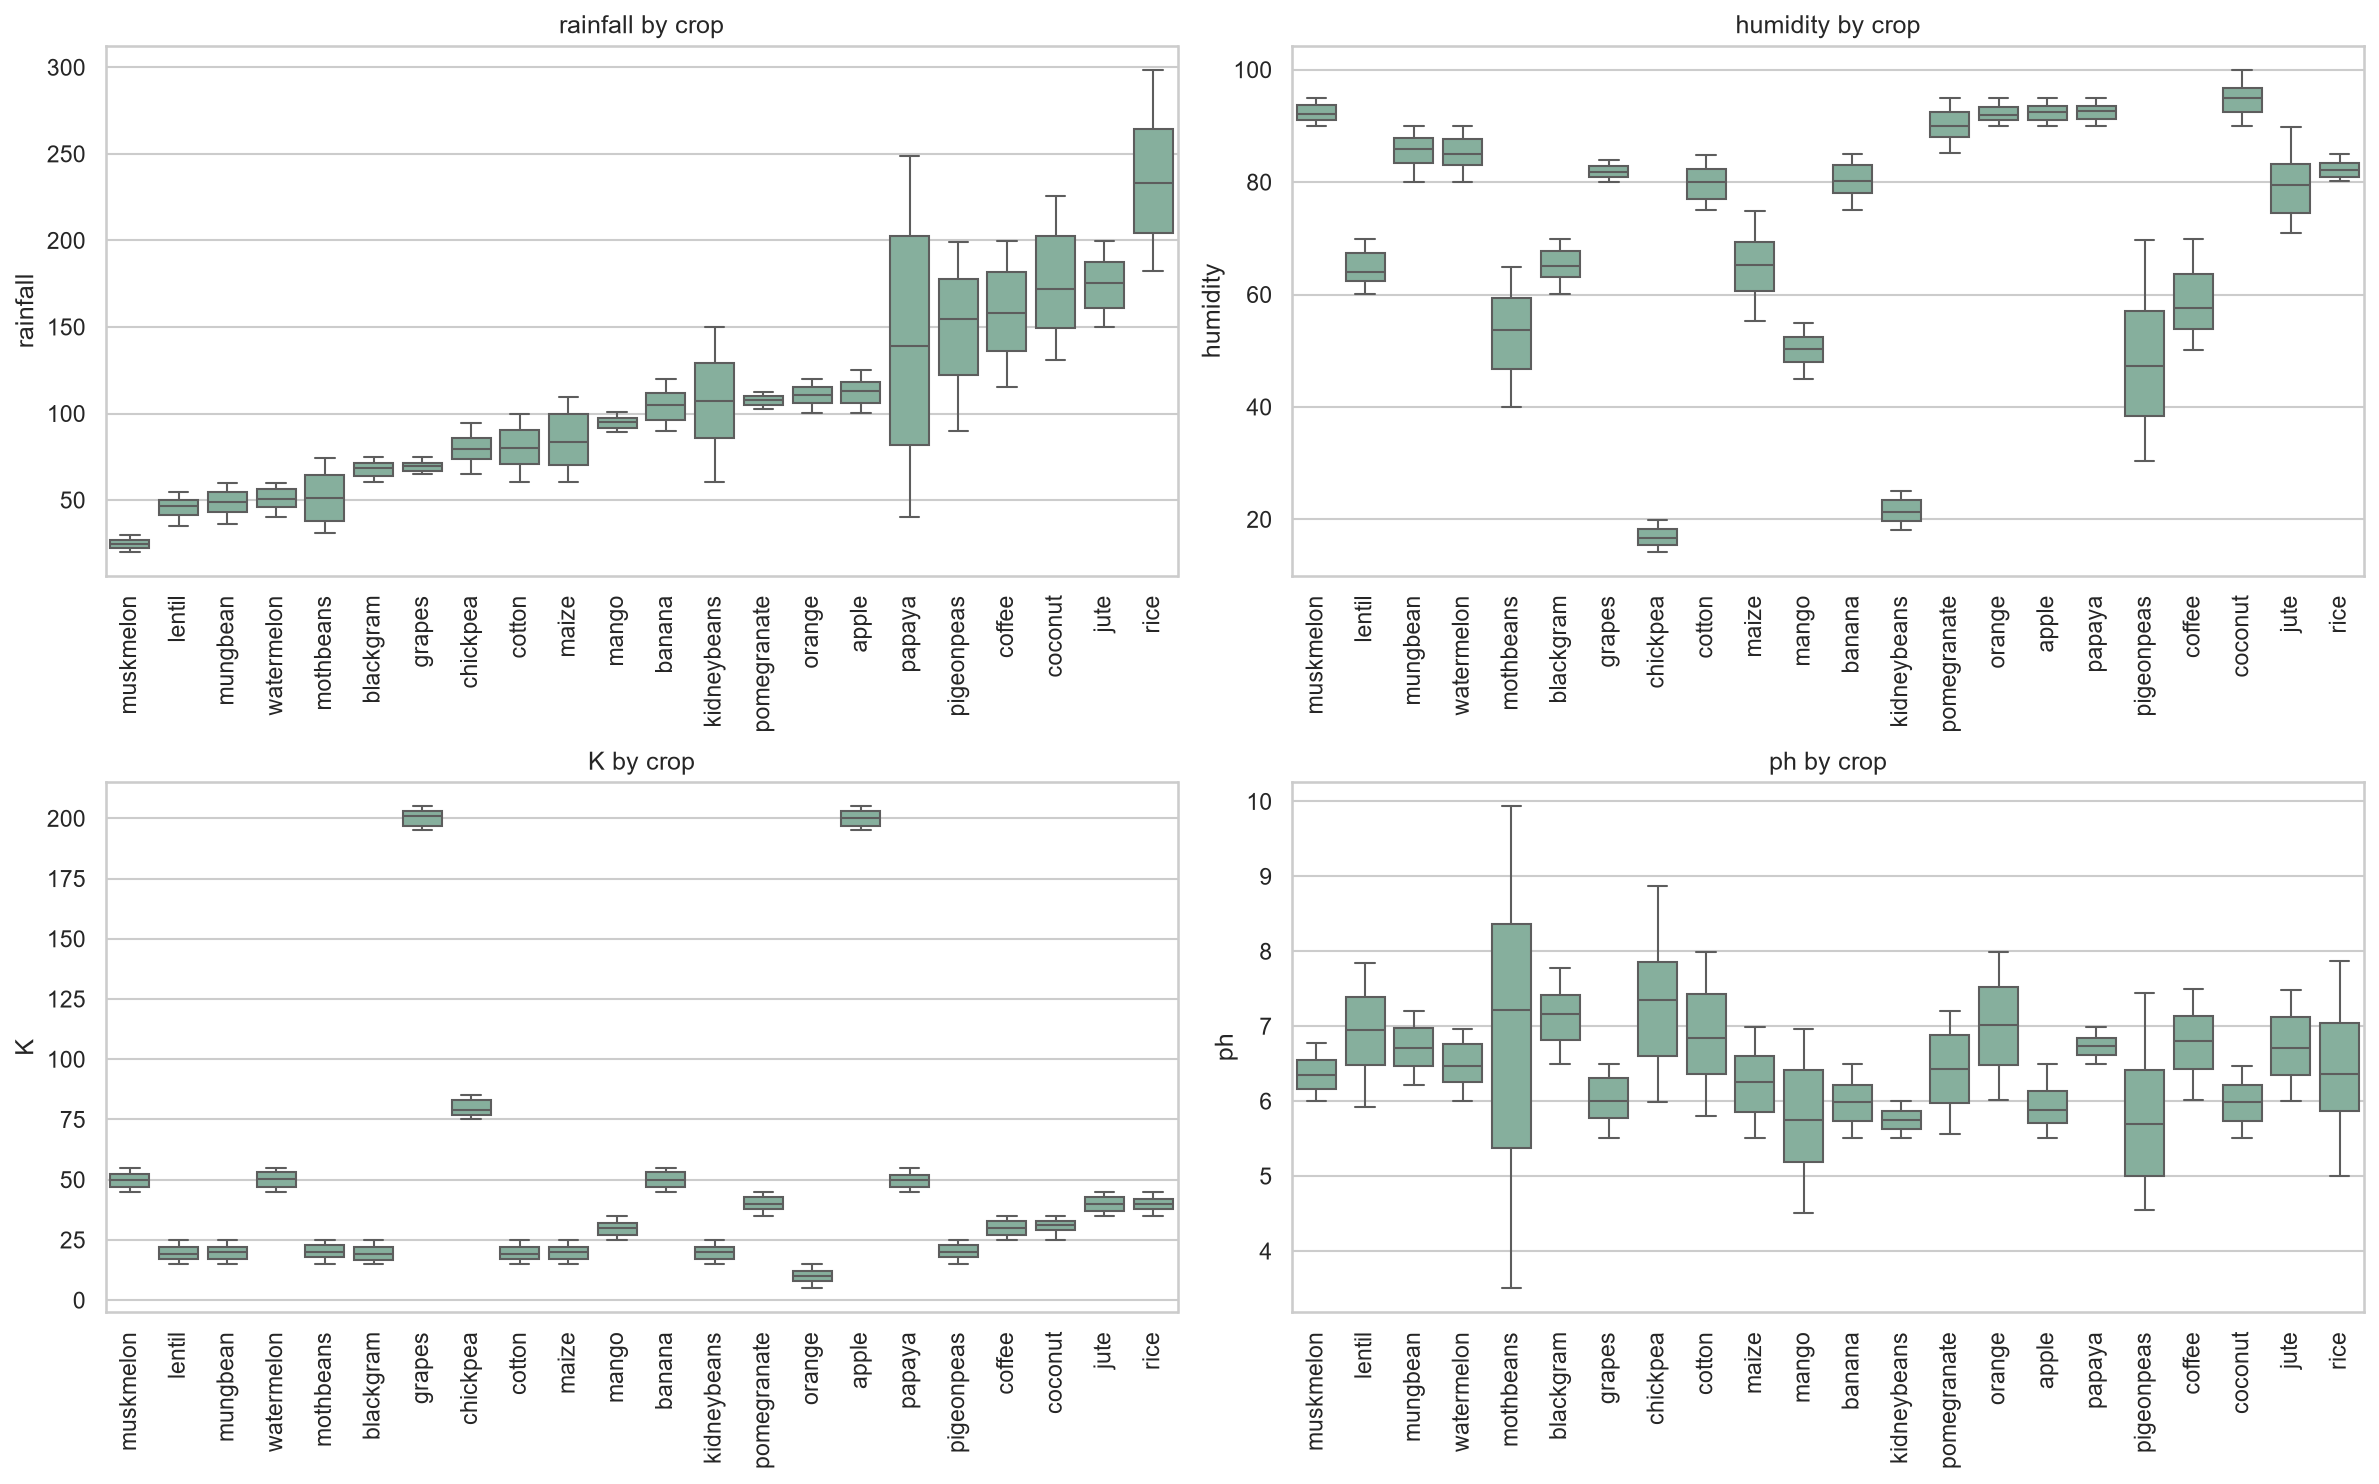 rainfall by crop
rainfall
300
250
200
150
100
50
muskmelon
lentil
mungbean
watermelon
mothbeans
blackgram
grapes
chickpea
cotton
maize
mango
banana
kidneybeans
pomegranate
orange
apple
papaya
pigeonpeas
coffee
coconut
jute
rice
humidity by crop
humidity
100
80
60
40
20
muskmelon
lentil
mungbean
watermelon
mothbeans
blackgram
grapes
chickpea
cotton
maize
mango
banana
kidneybeans
pomegranate
orange
apple
papaya
pigeonpeas
coffee
coconut
jute
rice
K by crop
K
200
175
150
125
100
75
50
25
0
muskmelon
lentil
mungbean
watermelon
mothbeans
blackgram
grapes
chickpea
cotton
maize
mango
banana
kidneybeans
pomegranate
orange
apple
papaya
pigeonpeas
coffee
coconut
jute
rice
ph by crop
ph
10
9
8
7
6
5
4
muskmelon
lentil
mungbean
watermelon
mothbeans
blackgram
grapes
chickpea
cotton
maize
mango
banana
kidneybeans
pomegranate
orange
apple
papaya
pigeonpeas
coffee
coconut
jute
rice